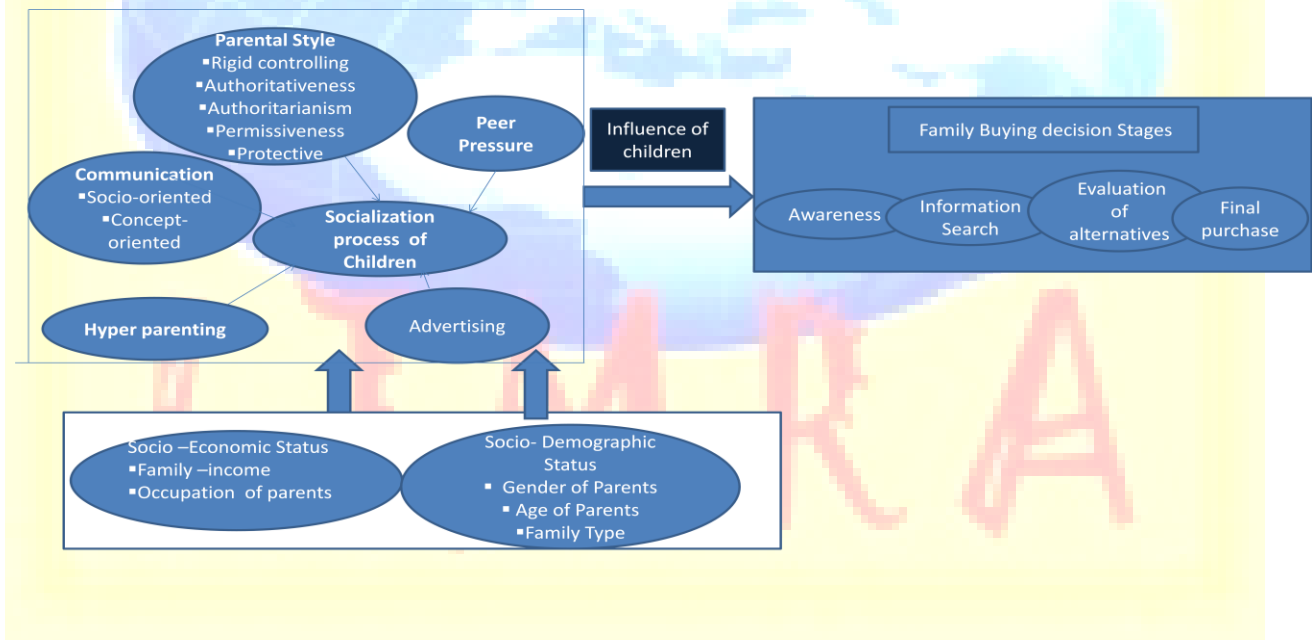 Parental Style
▪Rigid controlling
▪Authoritativeness
▪Authoritarianism
▪Permissiveness
▪Protective
Peer
Pressure
Communication
▪Socio-oriented
▪Concept-
oriented
Socialization
process of
Children
Hyper parenting
Advertising
Influence of
children
Family Buying decision Stages
Awareness
Information
Search
Evaluation
of
alternatives
Final
purchase
Socio –Economic Status
▪Family –income
▪Occupation of parents
Socio- Demographic
Status
▪ Gender of Parents
▪ Age of Parents
▪Family Type